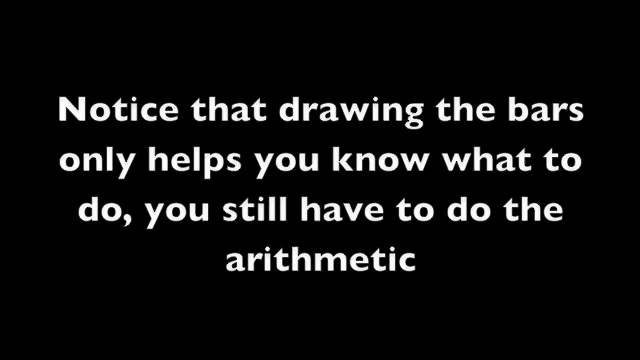 Notice that drawing the bars
only helps you know what to
do, you still have to do the
arithmetic